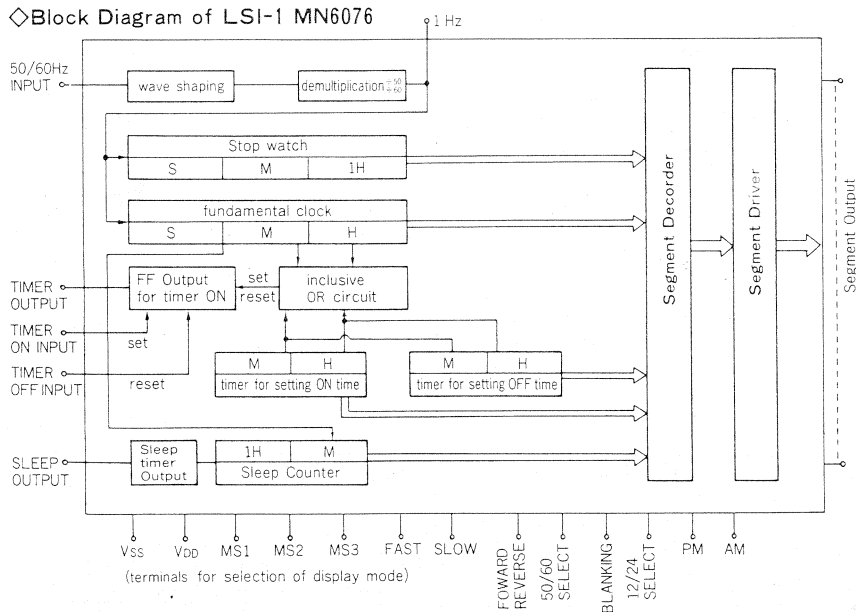 ◇Block Diagram of LSI-1 MN6076
1 Hz
50/60Hz
INPUT
wave shaping
demultiplication ÷50
÷60
Stop watch
S M 1H
fundamental clock
S M H
TIMER
OUTPUT
FF Output
for timer ON
set
reset
inclusive
OR circuit
TIMER
ON INPUT
set
TIMER
OFF INPUT
reset
M H
timer for setting ON time
M H
timer for setting OFF time
SLEEP
OUTPUT
Sleep
timer
Output
1H M
Sleep Counter
Segment Decorder
Segment Driver
Segment Output
VSS VDD MS1 MS2 MS3 FAST SLOW
FOWARD
REVERSE
50/60
SELECT
BLANKING
12/24
SELECT
PM AM
(terminals for selection of display mode)